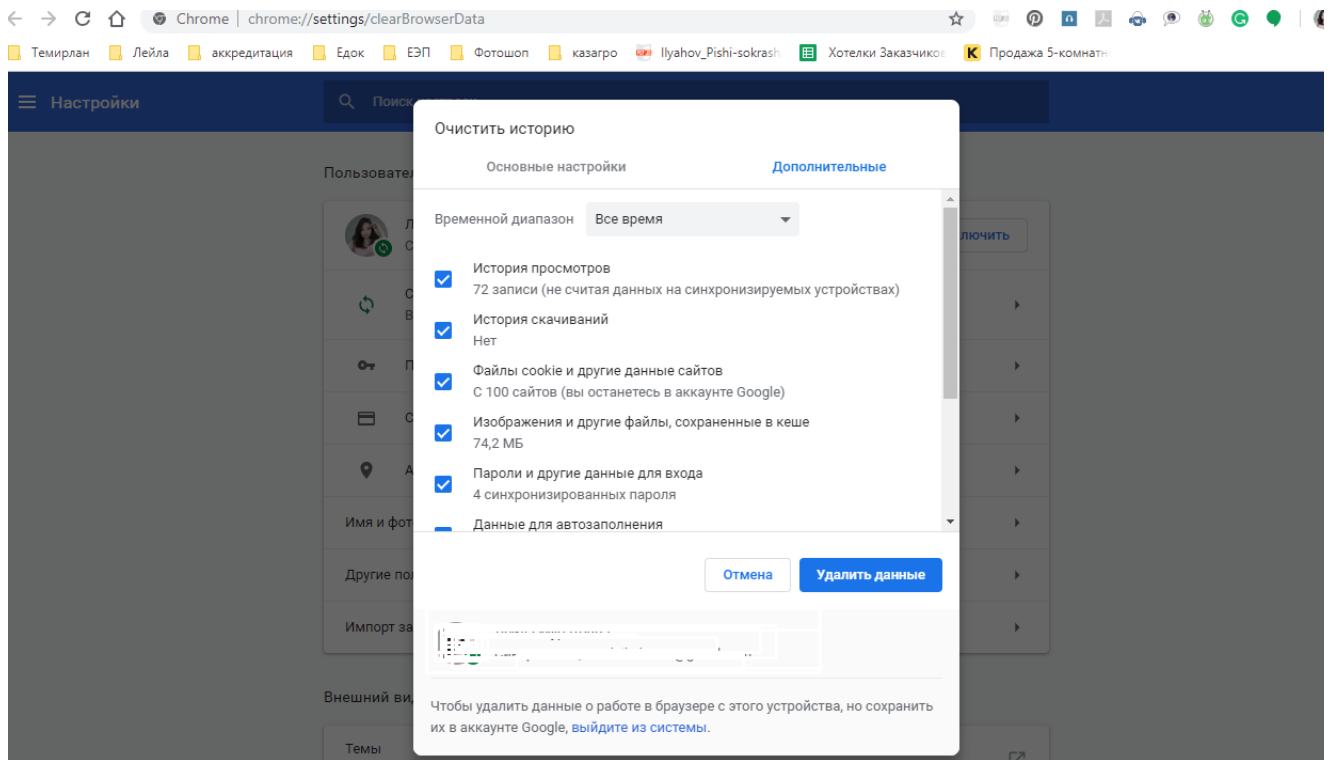 Chrome | chrome://settings/clearBrowserData
Темирлан Лейла аккредитация Едок ЕЭП Фотошоп казагро Ilyahov_Pishi-sokrash Хотелки Заказчиков Продажа 5-комнатн
Настройки
Поиск
Очистить историю
Основные настройки Дополнительные
Пользовате
Временной диапазон Все время
лючить
История просмотров
72 записи (не считая данных на синхронизируемых устройствах)
История скачиваний
Нет
Файлы cookie и другие данные сайтов
С 100 сайтов (вы останетесь в аккаунте Google)
Изображения и другие файлы, сохраненные в кеше
74,2 МБ
Пароли и другие данные для входа
4 синхронизированных пароля
Имя и фот
Данные для автозаполнения
Другие пол
Отмена Удалить данные
Импорт за
Внешний ви
Чтобы удалить данные о работе в браузере с этого устройства, но сохранить
их в аккаунте Google, выйдите из системы.
Темы